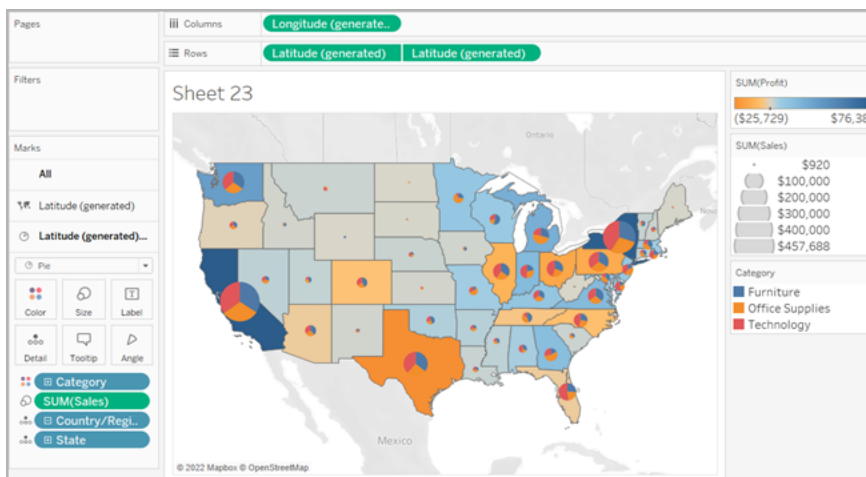 Pages
Columns
Longitude (generate..
Rows
Latitude (generated)
Latitude (generated)
Filters
Sheet 23
Marks
All
Latitude (generated)
Latitude (generated)...
Pie
Color
Size
Label
Detail
Tooltip
Angle
Category
SUM(Sales)
Country/Regi..
State
Ontario
Mexico
© 2022 Mapbox © OpenStreetMap
SUM(Profit)
($25,729)
$76,38
SUM(Sales)
$920
$100,000
$200,000
$300,000
$400,000
$457,688
Category
Furniture
Office Supplies
Technology